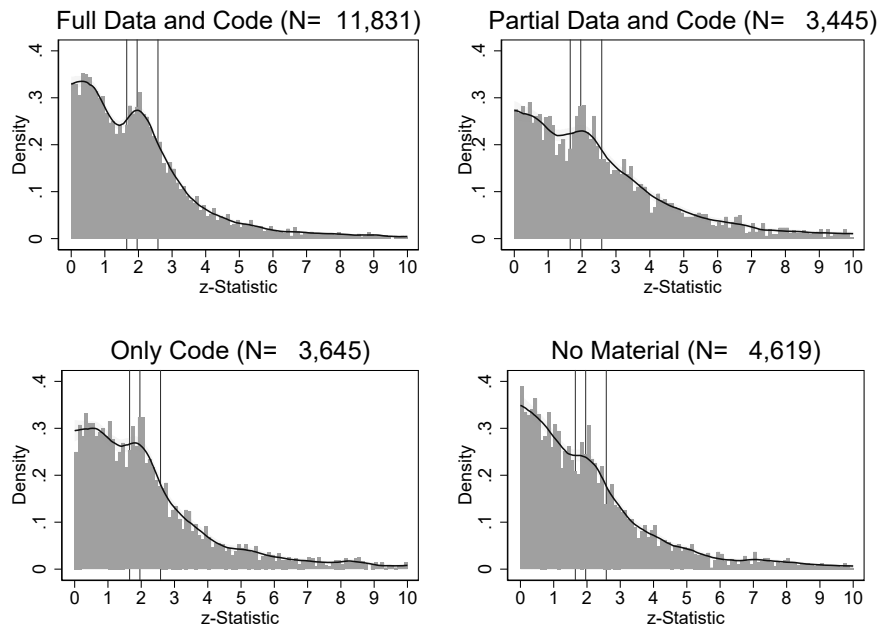 Full Data and Code (N= 11,831)
Density
0 .1 .2 .3 .4
0 1 2 3 4 5 6 7 8 9 10
z-Statistic
Partial Data and Code (N= 3,445)
Density
0 .1 .2 .3 .4
0 1 2 3 4 5 6 7 8 9 10
z-Statistic
Only Code (N= 3,645)
Density
0 .1 .2 .3 .4
0 1 2 3 4 5 6 7 8 9 10
z-Statistic
No Material (N= 4,619)
Density
0 .1 .2 .3 .4
0 1 2 3 4 5 6 7 8 9 10
z-Statistic